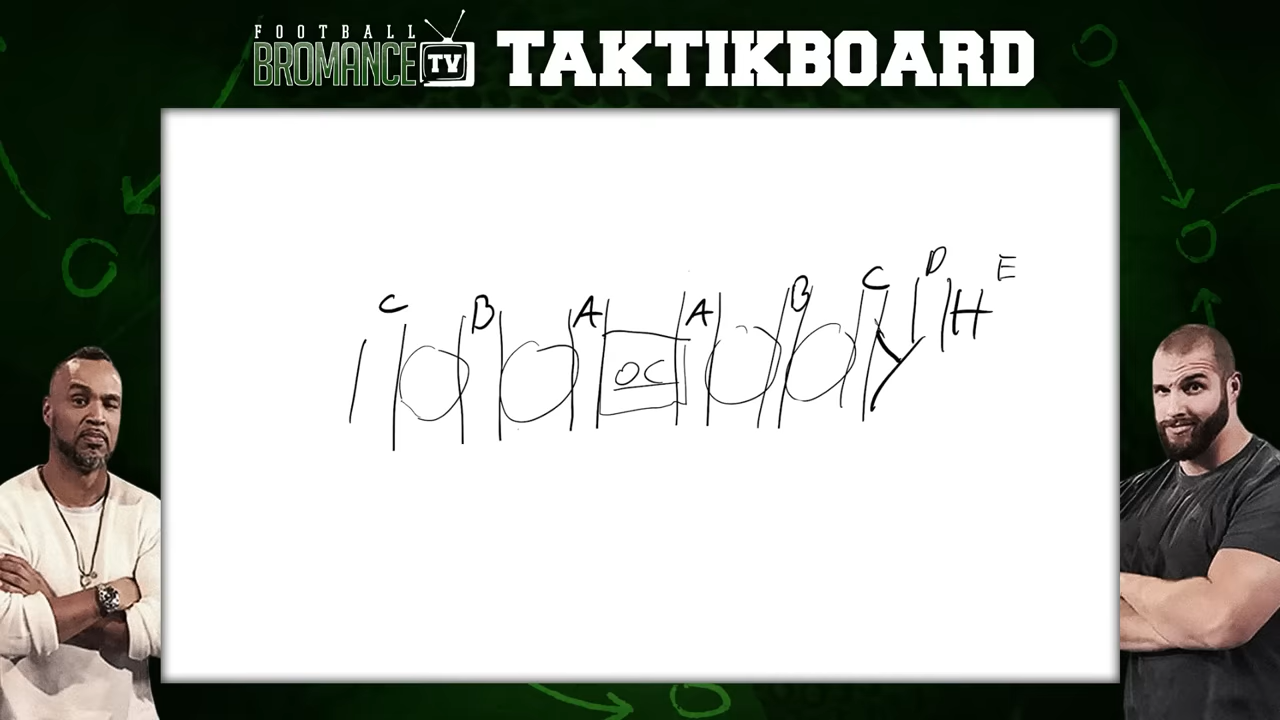 FOOTBALL
BROMANCE TV
TAKTIKBOARD
C B A A B C D E
OC Y H